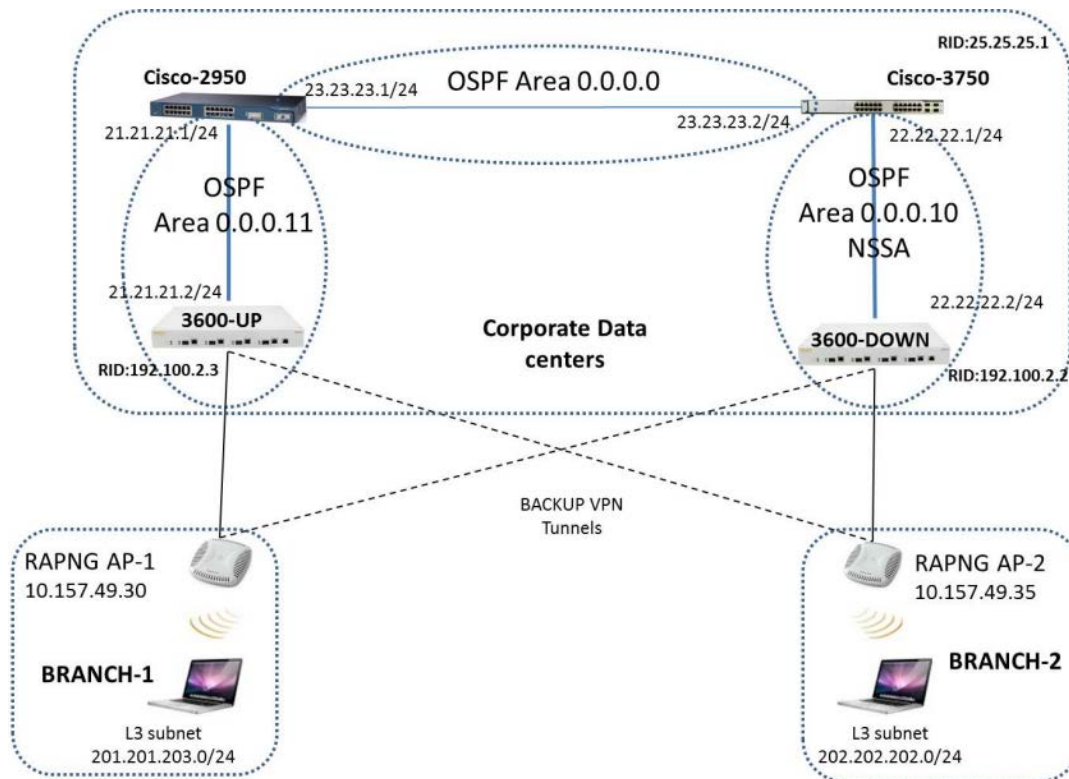 RID:25.25.25.1
Cisco-2950
23.23.23.1/24
OSPF Area 0.0.0.0
Cisco-3750
21.21.21.1/24
23.23.23.2/24
22.22.22.1/24
OSPF
Area 0.0.0.11
OSPF
Area 0.0.0.10
NSSA
21.21.21.2/24
22.22.22.2/24
3600-UP
Corporate Data
centers
3600-DOWN
RID:192.100.2.3
RID:192.100.2.2
BACKUP VPN
Tunnels
RAPNG AP-1
10.157.49.30
RAPNG AP-2
10.157.49.35
BRANCH-1
BRANCH-2
L3 subnet
201.201.203.0/24
L3 subnet
202.202.202.0/24